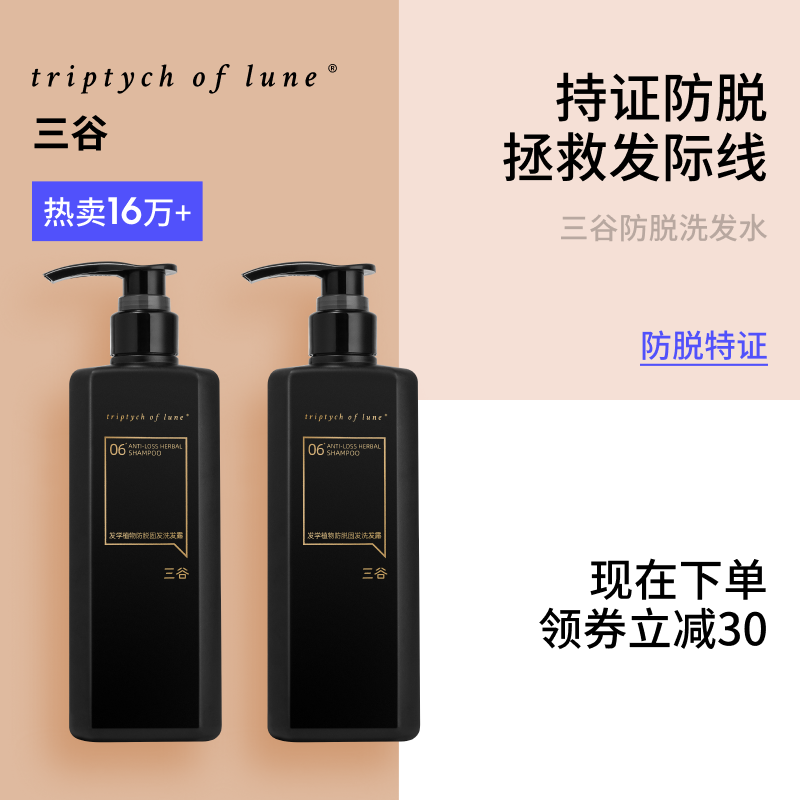 triptych of lune®
三谷
热卖16万+
持证防脱
拯救发际线
三谷防脱洗发水
防脱特证
triptych of lune®
06+ANTI-LOSS HERBAL
SHAMPOO
发学植物防脱固发洗发露
三谷
triptych of lune®
06+ANTI-LOSS HERBAL
SHAMPOO
发学植物防脱固发洗发露
三谷
现在下单
领券立减30